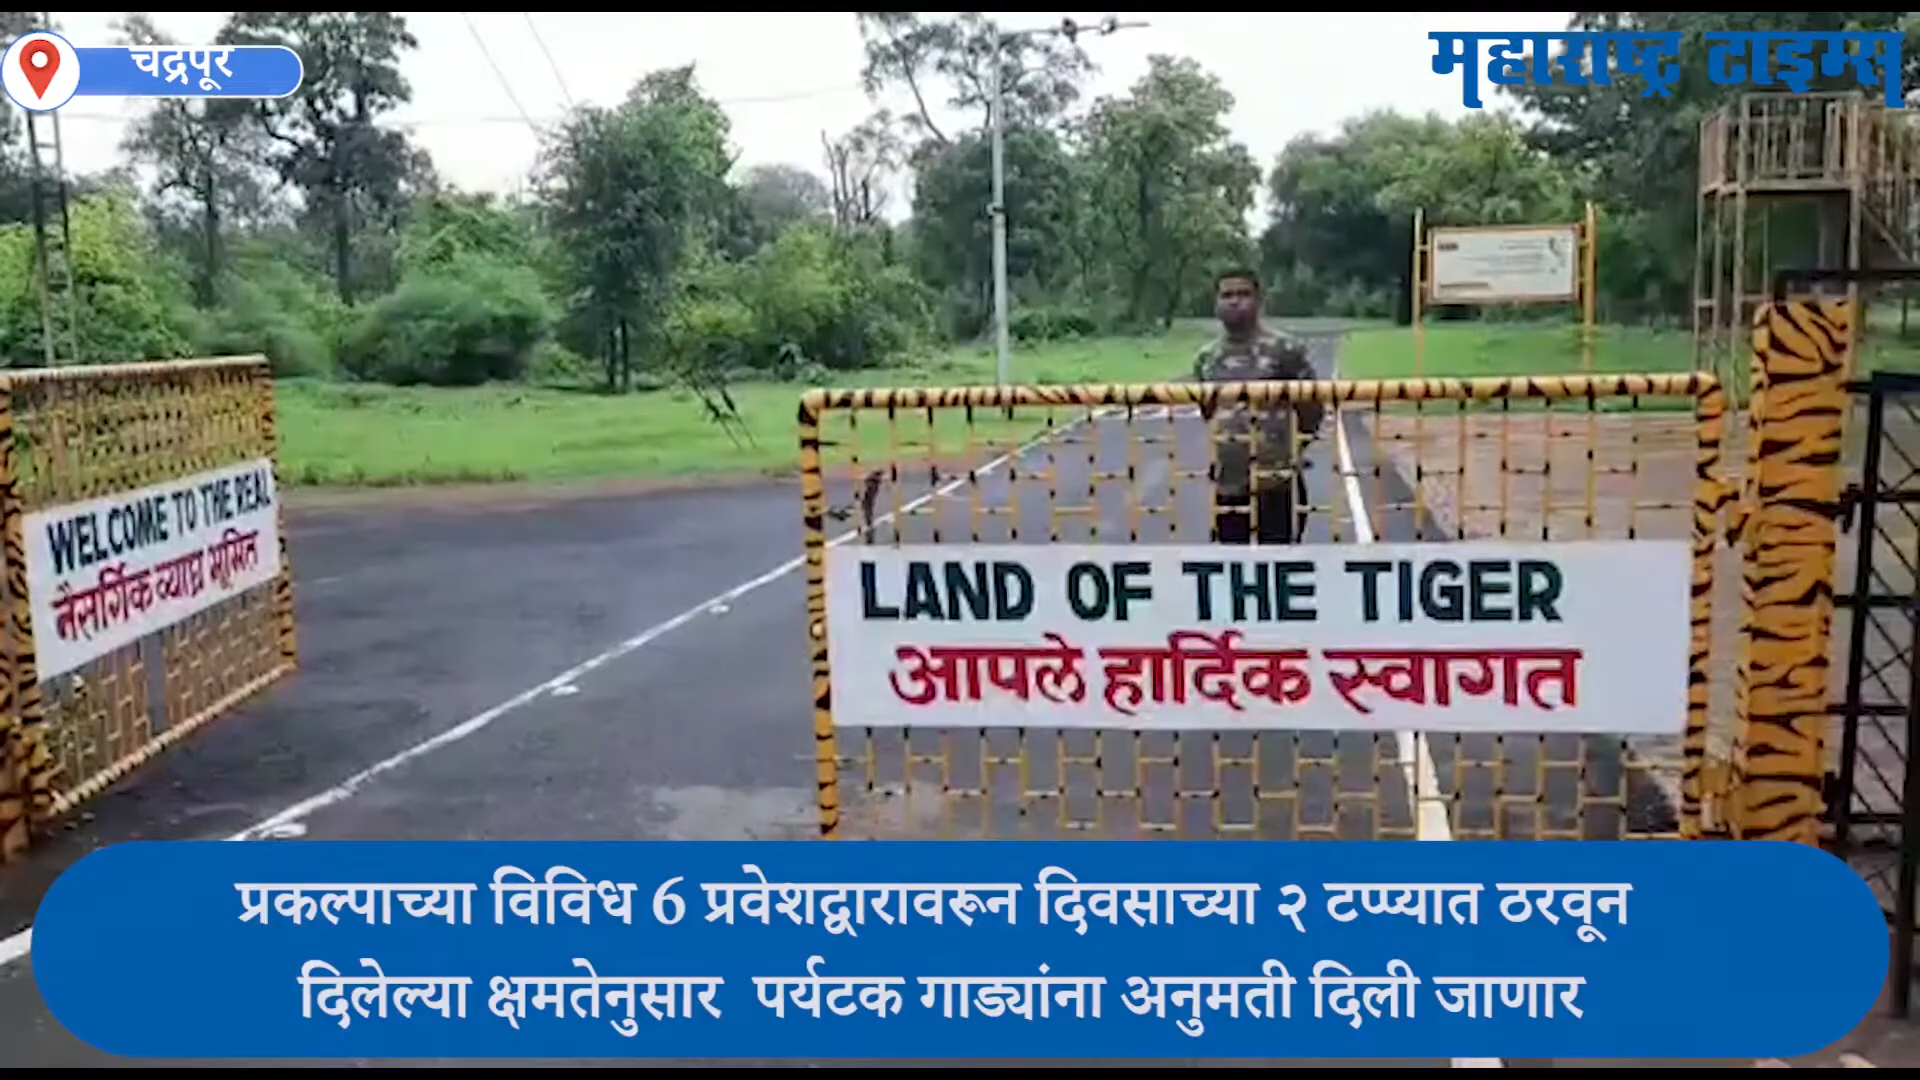 चंद्रपूर
महाराष्ट्र टाइम्स
WELCOME TO THE REAL
नैसर्गिक व्याघ्र भूमित
LAND OF THE TIGER
आपले हार्दिक स्वागत
प्रकल्पाच्या विविध 6 प्रवेशद्वारावरून दिवसाच्या २ टप्प्यात ठरवून
दिलेल्या क्षमतेनुसार पर्यटक गाड्यांना अनुमती दिली जाणार